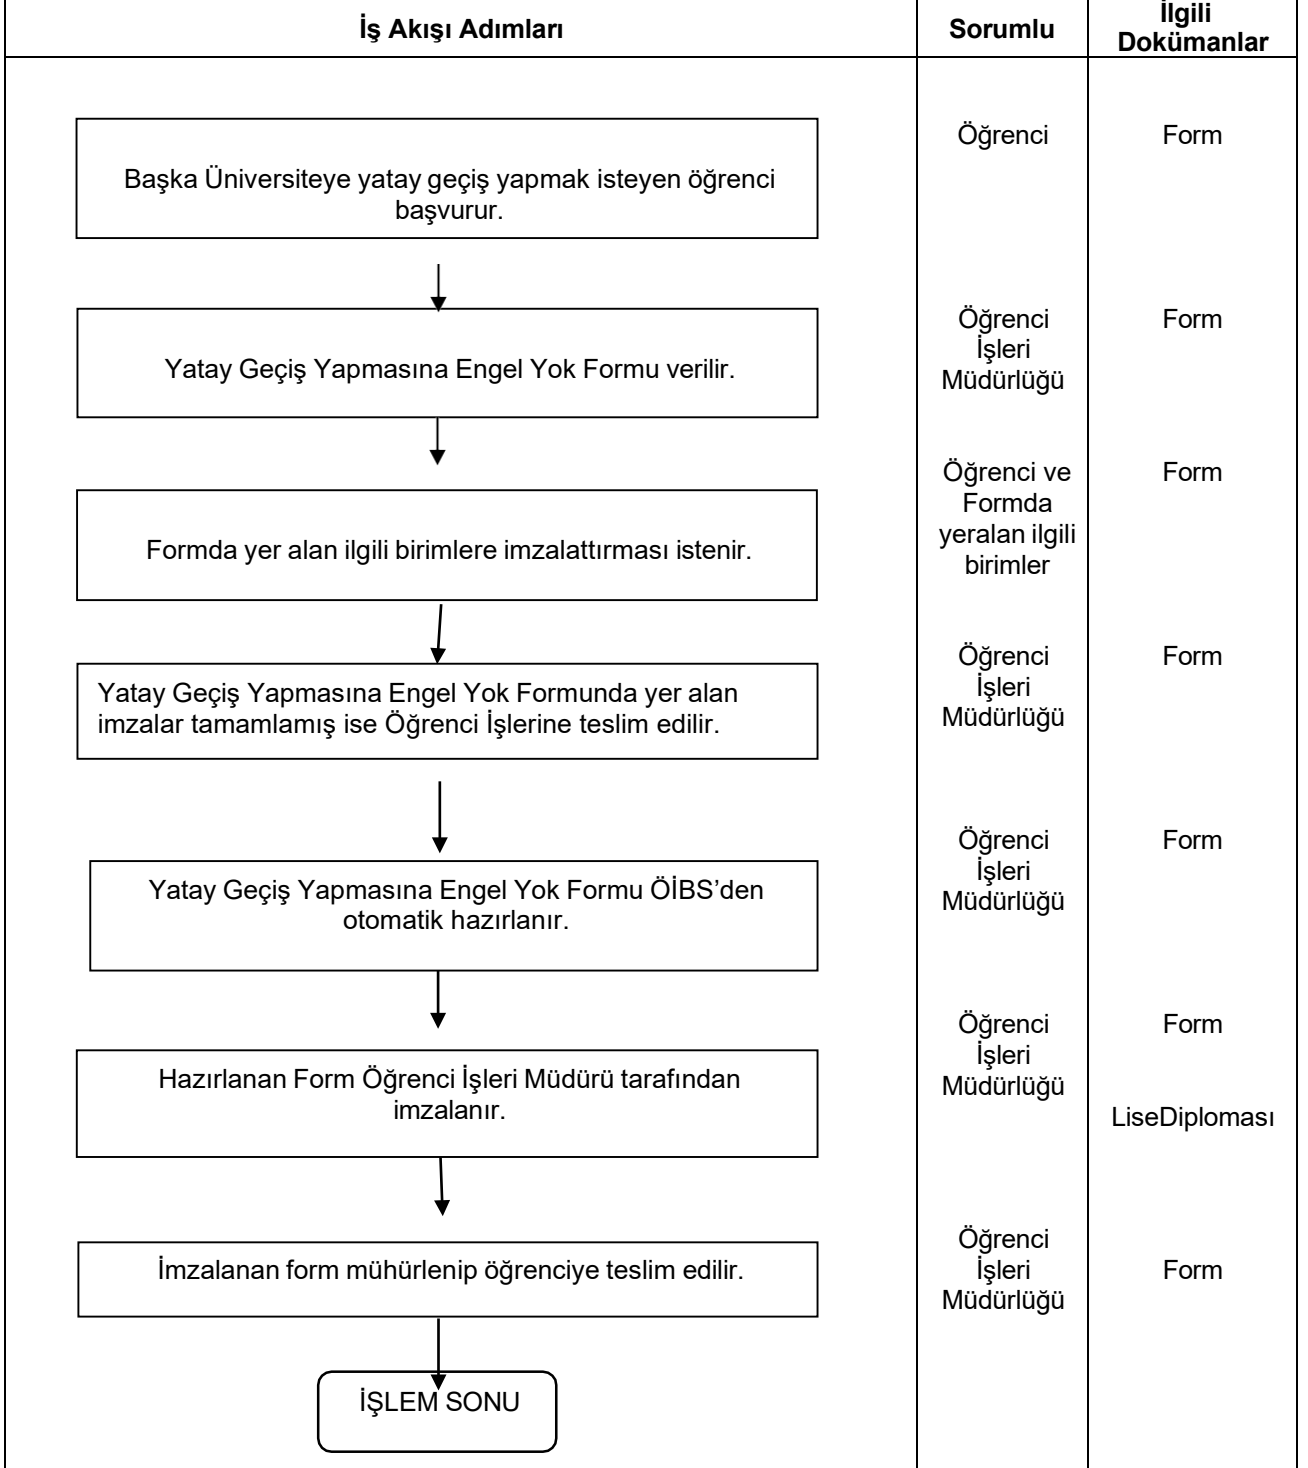 İş Akışı Adımları
Sorumlu
İlgili
Dokümanlar
Başka Üniversiteye yatay geçiş yapmak isteyen öğrenci
başvurur.
Öğrenci
Form
Yatay Geçiş Yapmasına Engel Yok Formu verilir.
Öğrenci
İşleri
Müdürlüğü
Form
Formda yer alan ilgili birimlere imzalattırması istenir.
Öğrenci ve
Formda
yeralan ilgili
birimler
Form
Yatay Geçiş Yapmasına Engel Yok Formunda yer alan
imzalar tamamlamış ise Öğrenci İşlerine teslim edilir.
Öğrenci
İşleri
Müdürlüğü
Form
Yatay Geçiş Yapmasına Engel Yok Formu ÖİBS’den
otomatik hazırlanır.
Öğrenci
İşleri
Müdürlüğü
Form
Hazırlanan Form Öğrenci İşleri Müdürü tarafından
imzalanır.
Öğrenci
İşleri
Müdürlüğü
Form
LiseDiploması
İmzalanan form mühürlenip öğrenciye teslim edilir.
Öğrenci
İşleri
Müdürlüğü
Form
İŞLEM SONU